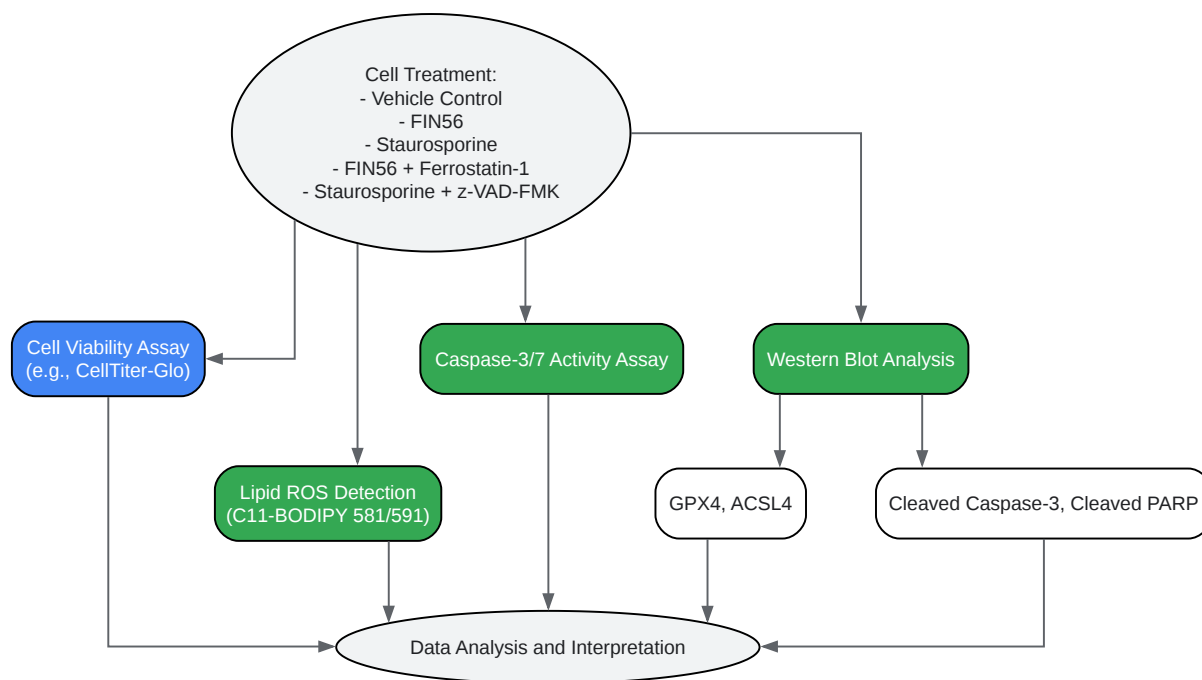 Cell Treatment:
- Vehicle Control
- FIN56
- Staurosporine
- FIN56 + Ferrostatin-1
- Staurosporine + z-VAD-FMK
Cell Viability Assay
(e.g., CellTiter-Glo)
Caspase-3/7 Activity Assay
Western Blot Analysis
Lipid ROS Detection
(C11-BODIPY 581/591)
GPX4, ACSL4
Cleaved Caspase-3, Cleaved PARP
Data Analysis and Interpretation